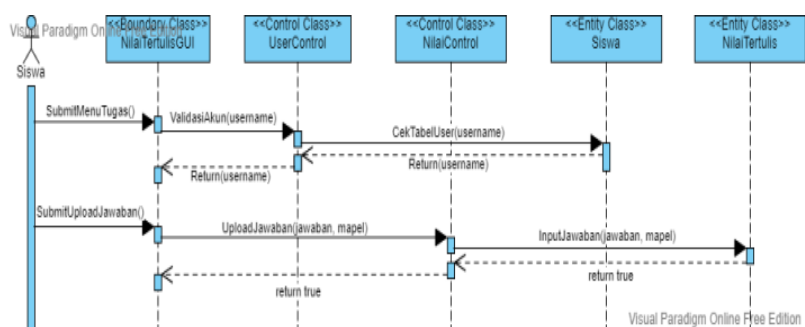 Visual Paradigm Online Free Edition
Siswa
<<Boundary Class>>
NilaiTertulisGUI
<<Control Class>>
UserControl
<<Control Class>>
NilaiControl
<<Entity Class>>
Siswa
<<Entity Class>>
NilaiTertulis
SubmitMenuTugas()
ValidasiAkun(username)
CekTabelUser(username)
Return(username)
Return(username)
SubmitUploadJawaban()
UploadJawaban(jawaban, mapel)
InputJawaban(jawaban, mapel)
return true
return true
Visual Paradigm Online Free Edition